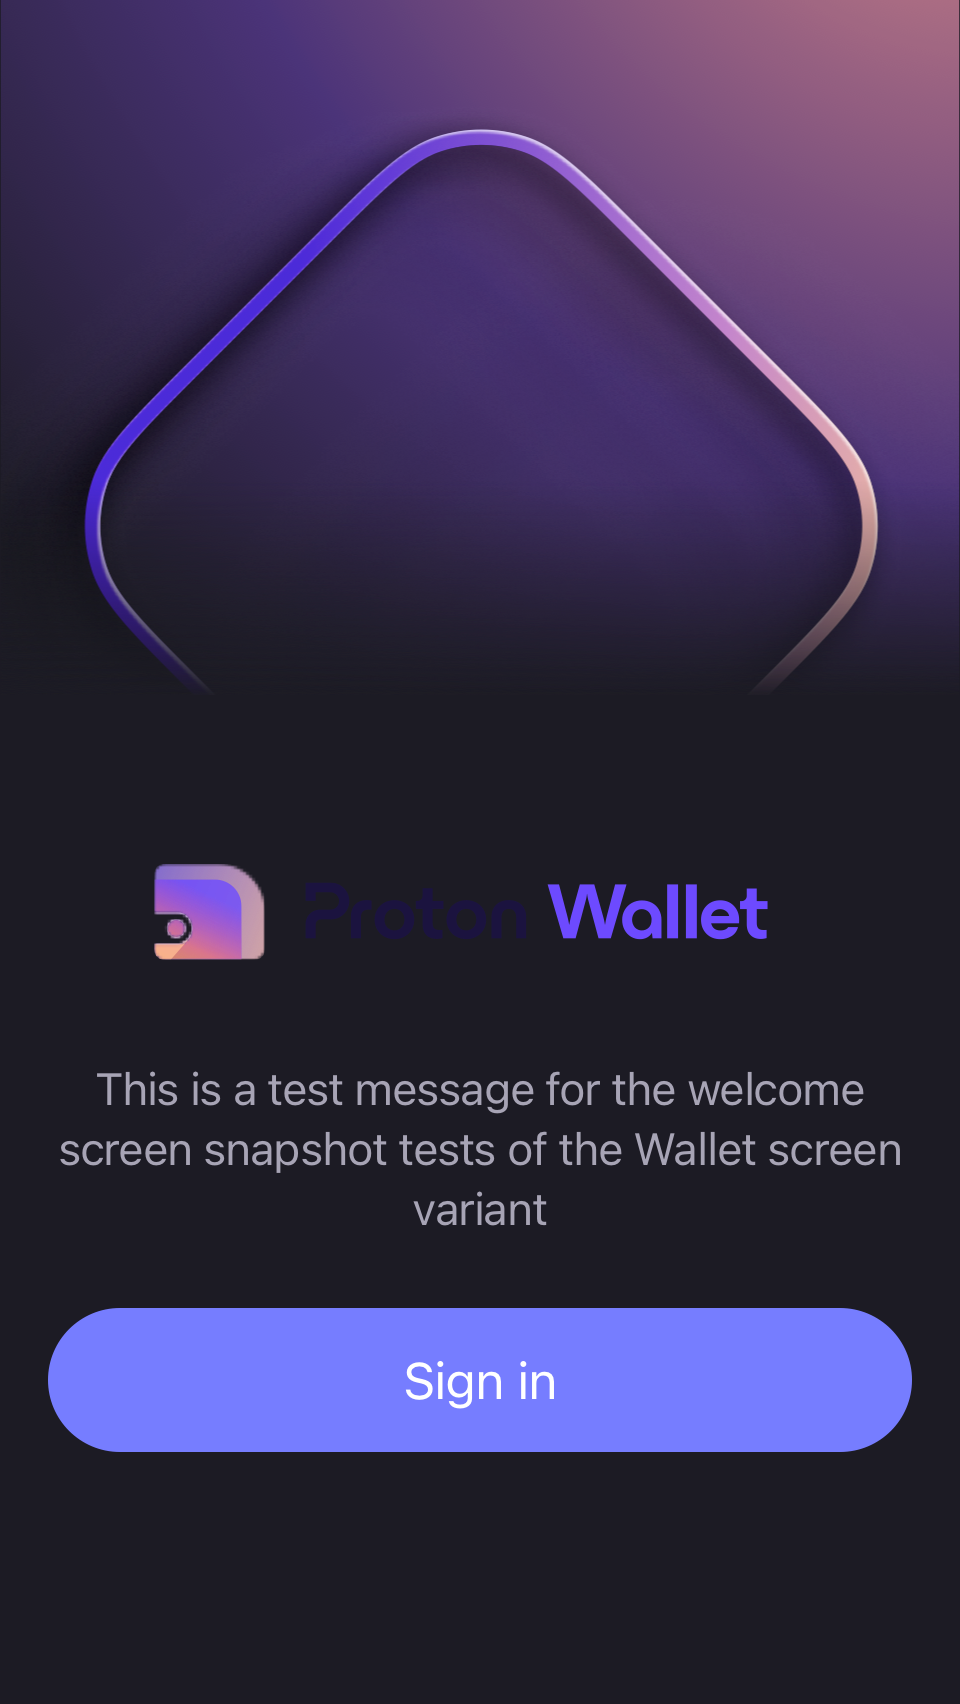 Proton Wallet
This is a test message for the welcome
screen snapshot tests of the Wallet screen
variant
Sign in